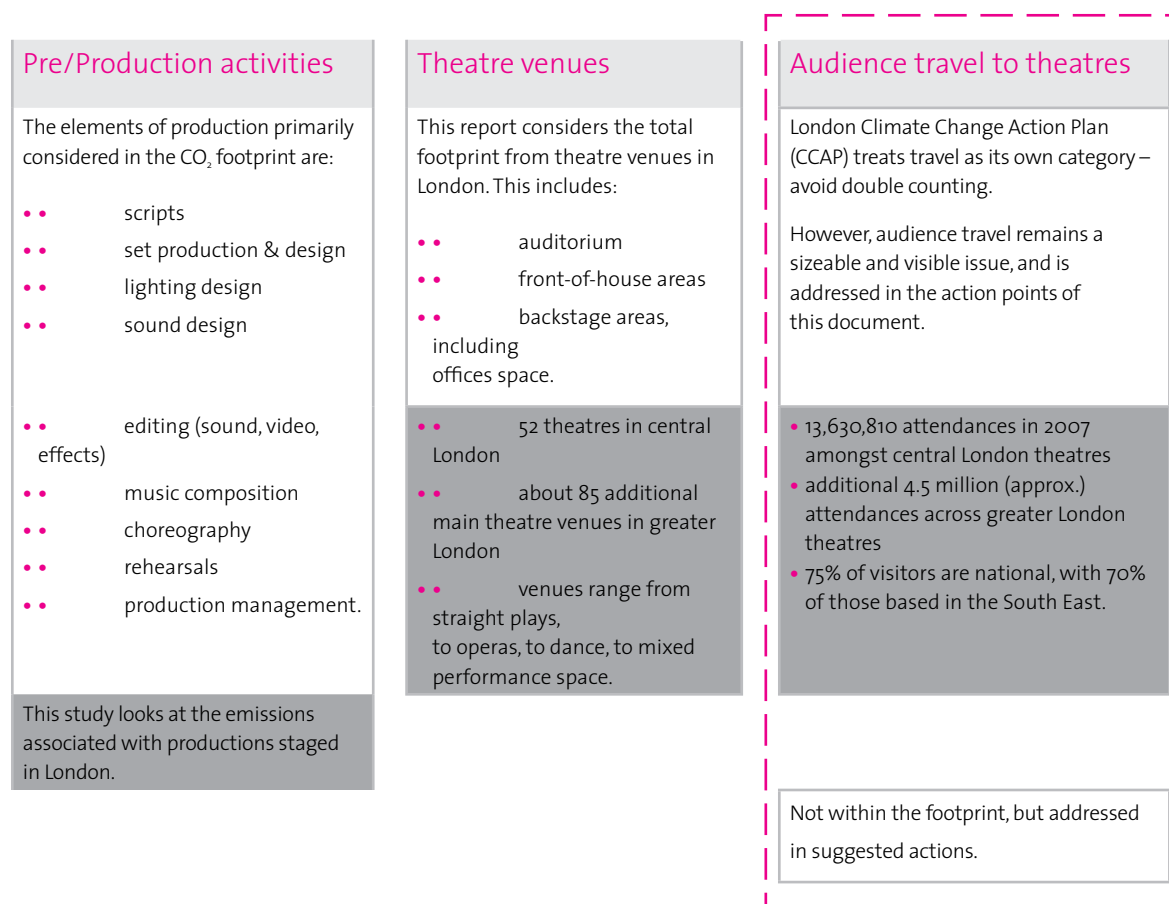 Pre/Production activities
The elements of production primarily
considered in the CO₂ footprint are:
• • scripts
• • set production & design
• • lighting design
• • sound design
• • editing (sound, video,
effects)
• • music composition
• • choreography
• • rehearsals
• • production management.
This study looks at the emissions
associated with productions staged
in London.
Theatre venues
This report considers the total
footprint from theatre venues in
London. This includes:
• • auditorium
• • front-of-house areas
• • backstage areas,
including
offices space.
• • 52 theatres in central
London
• • about 85 additional
main theatre venues in greater
London
• • venues range from
straight plays,
to operas, to dance, to mixed
performance space.
Audience travel to theatres
London Climate Change Action Plan
(CCAP) treats travel as its own category –
avoid double counting.
However, audience travel remains a
sizeable and visible issue, and is
addressed in the action points of
this document.
• 13,630,810 attendances in 2007
amongst central London theatres
• additional 4.5 million (approx.)
attendances across greater London
theatres
• 75% of visitors are national, with 70%
of those based in the South East.
Not within the footprint, but addressed
in suggested actions.